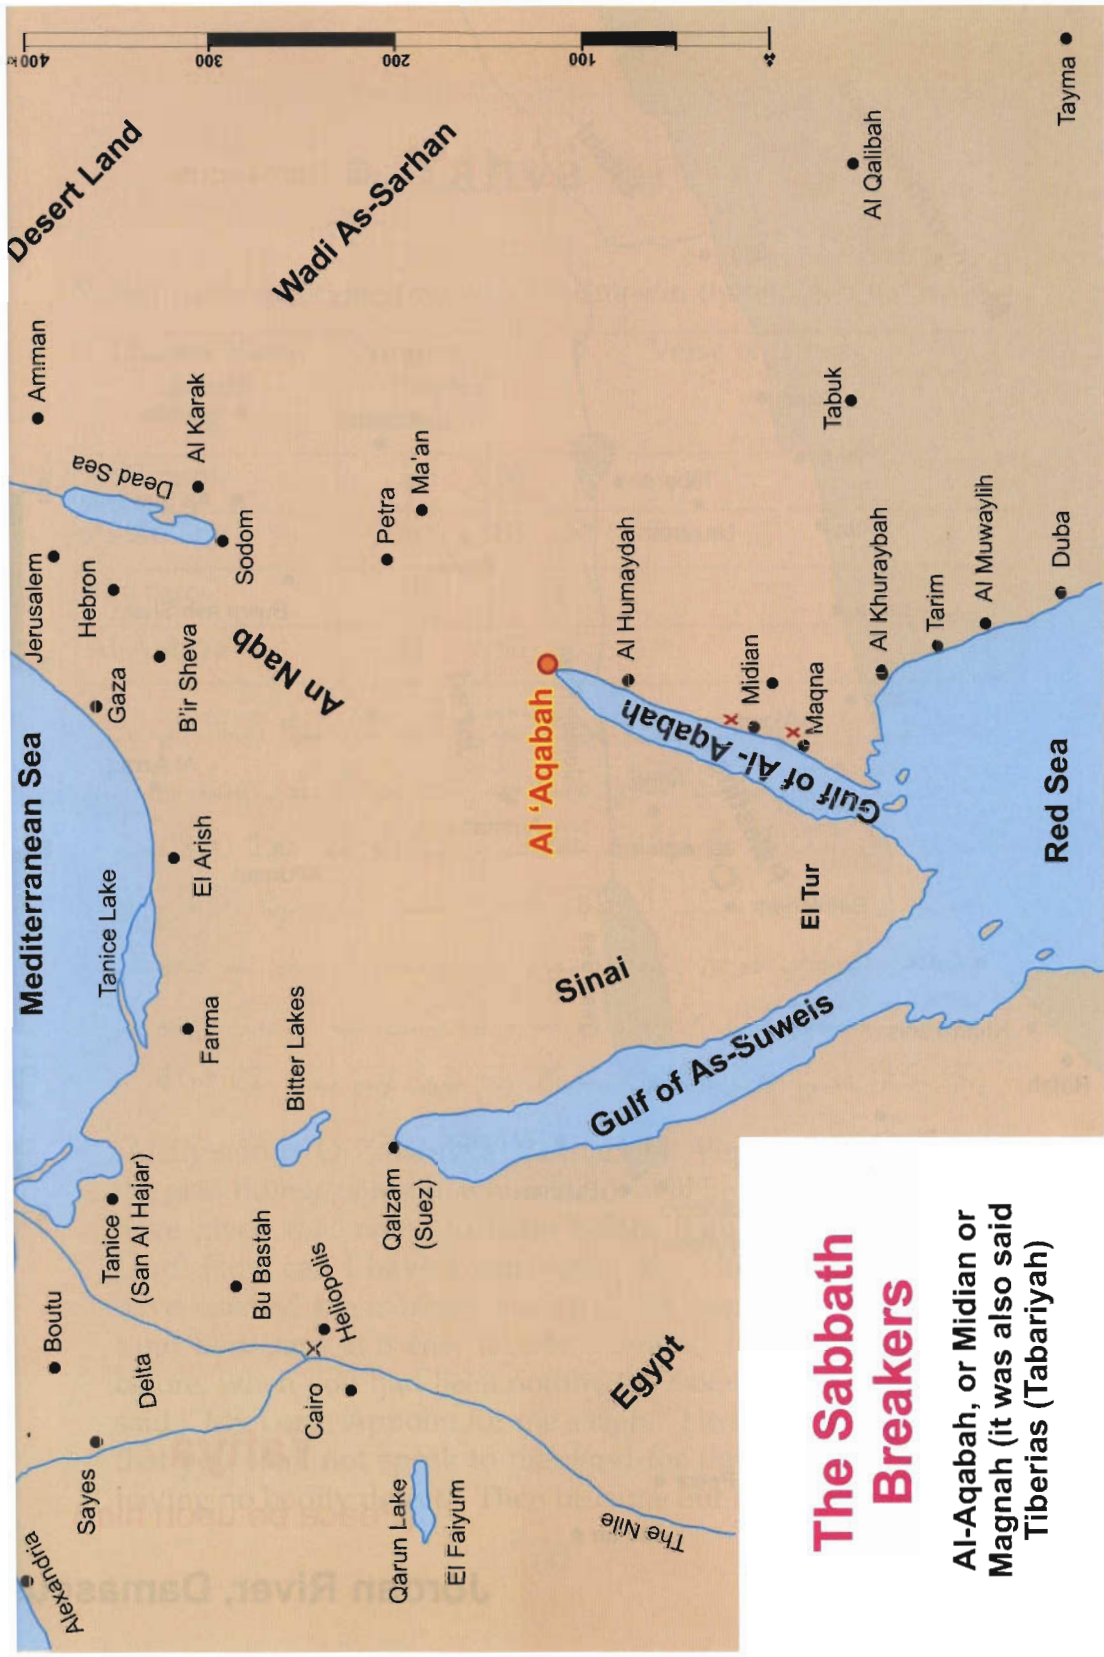 Mediterranean Sea
Desert Land
Wadi As-Sarhan
Amman
Dead Sea
Al Karak
Jerusalem
Hebron
Sodom
Gaza
B'ir Sheva
An Naqb
Petra
Ma'an
Al 'Aqabah
Al Humaydah
Gulf of Al- Aqabah
Midian
x
x
Maqna
Tabuk
Al Qalibah
Tayma
Al Khuraybah
Tarim
Al Muwaylih
Duba
Red Sea
El Tur
Sinai
Gulf of As-Suweis
El Arish
Tanice Lake
Farma
Bitter Lakes
Qalzam
(Suez)
Tanice
(San Al Hajar)
Bu Bastah
Heliopolis
x
Boutu
Delta
Cairo
Egypt
Sayes
Alexandria
Qarun Lake
El Faiyum
The Nile
400
300
200
100
The Sabbath
Breakers
Al-Aqabah, or Midian or
Magnah (it was also said
Tiberias (Tabariyah)